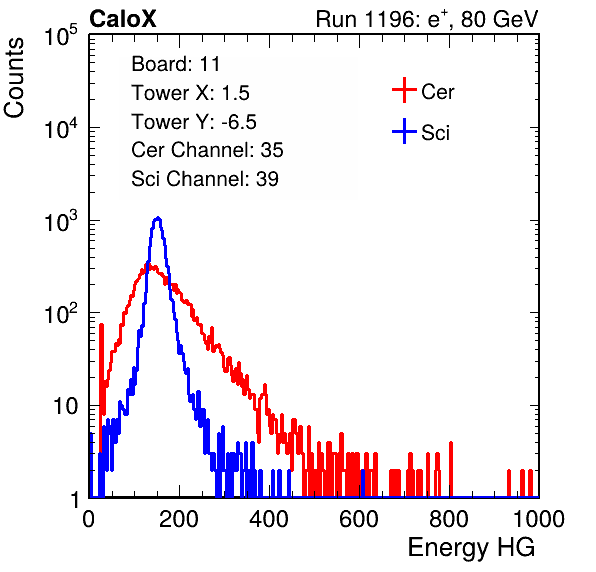 CaloX Run 1196: e⁺, 80 GeV
Counts
10⁵
10⁴
10³
10²
10
1
Board: 11
Tower X: 1.5
Tower Y: -6.5
Cer Channel: 35
Sci Channel: 39
Cer
Sci
0 200 400 600 800 1000
Energy HG